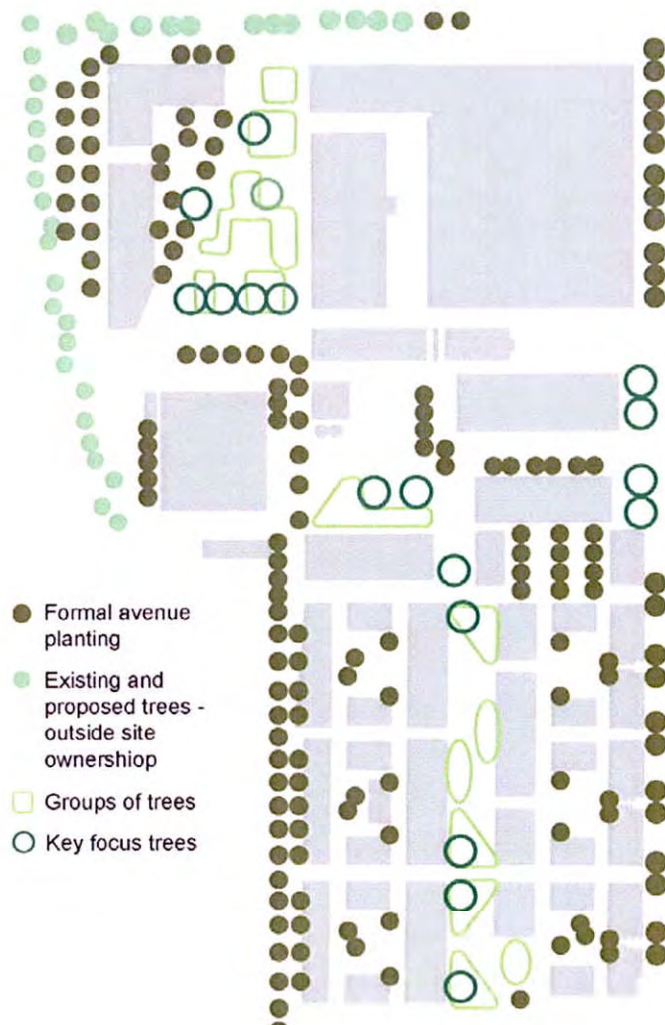 Formal avenue
planting
Existing and
proposed trees -
outside site
ownershiop
Groups of trees
Key focus trees